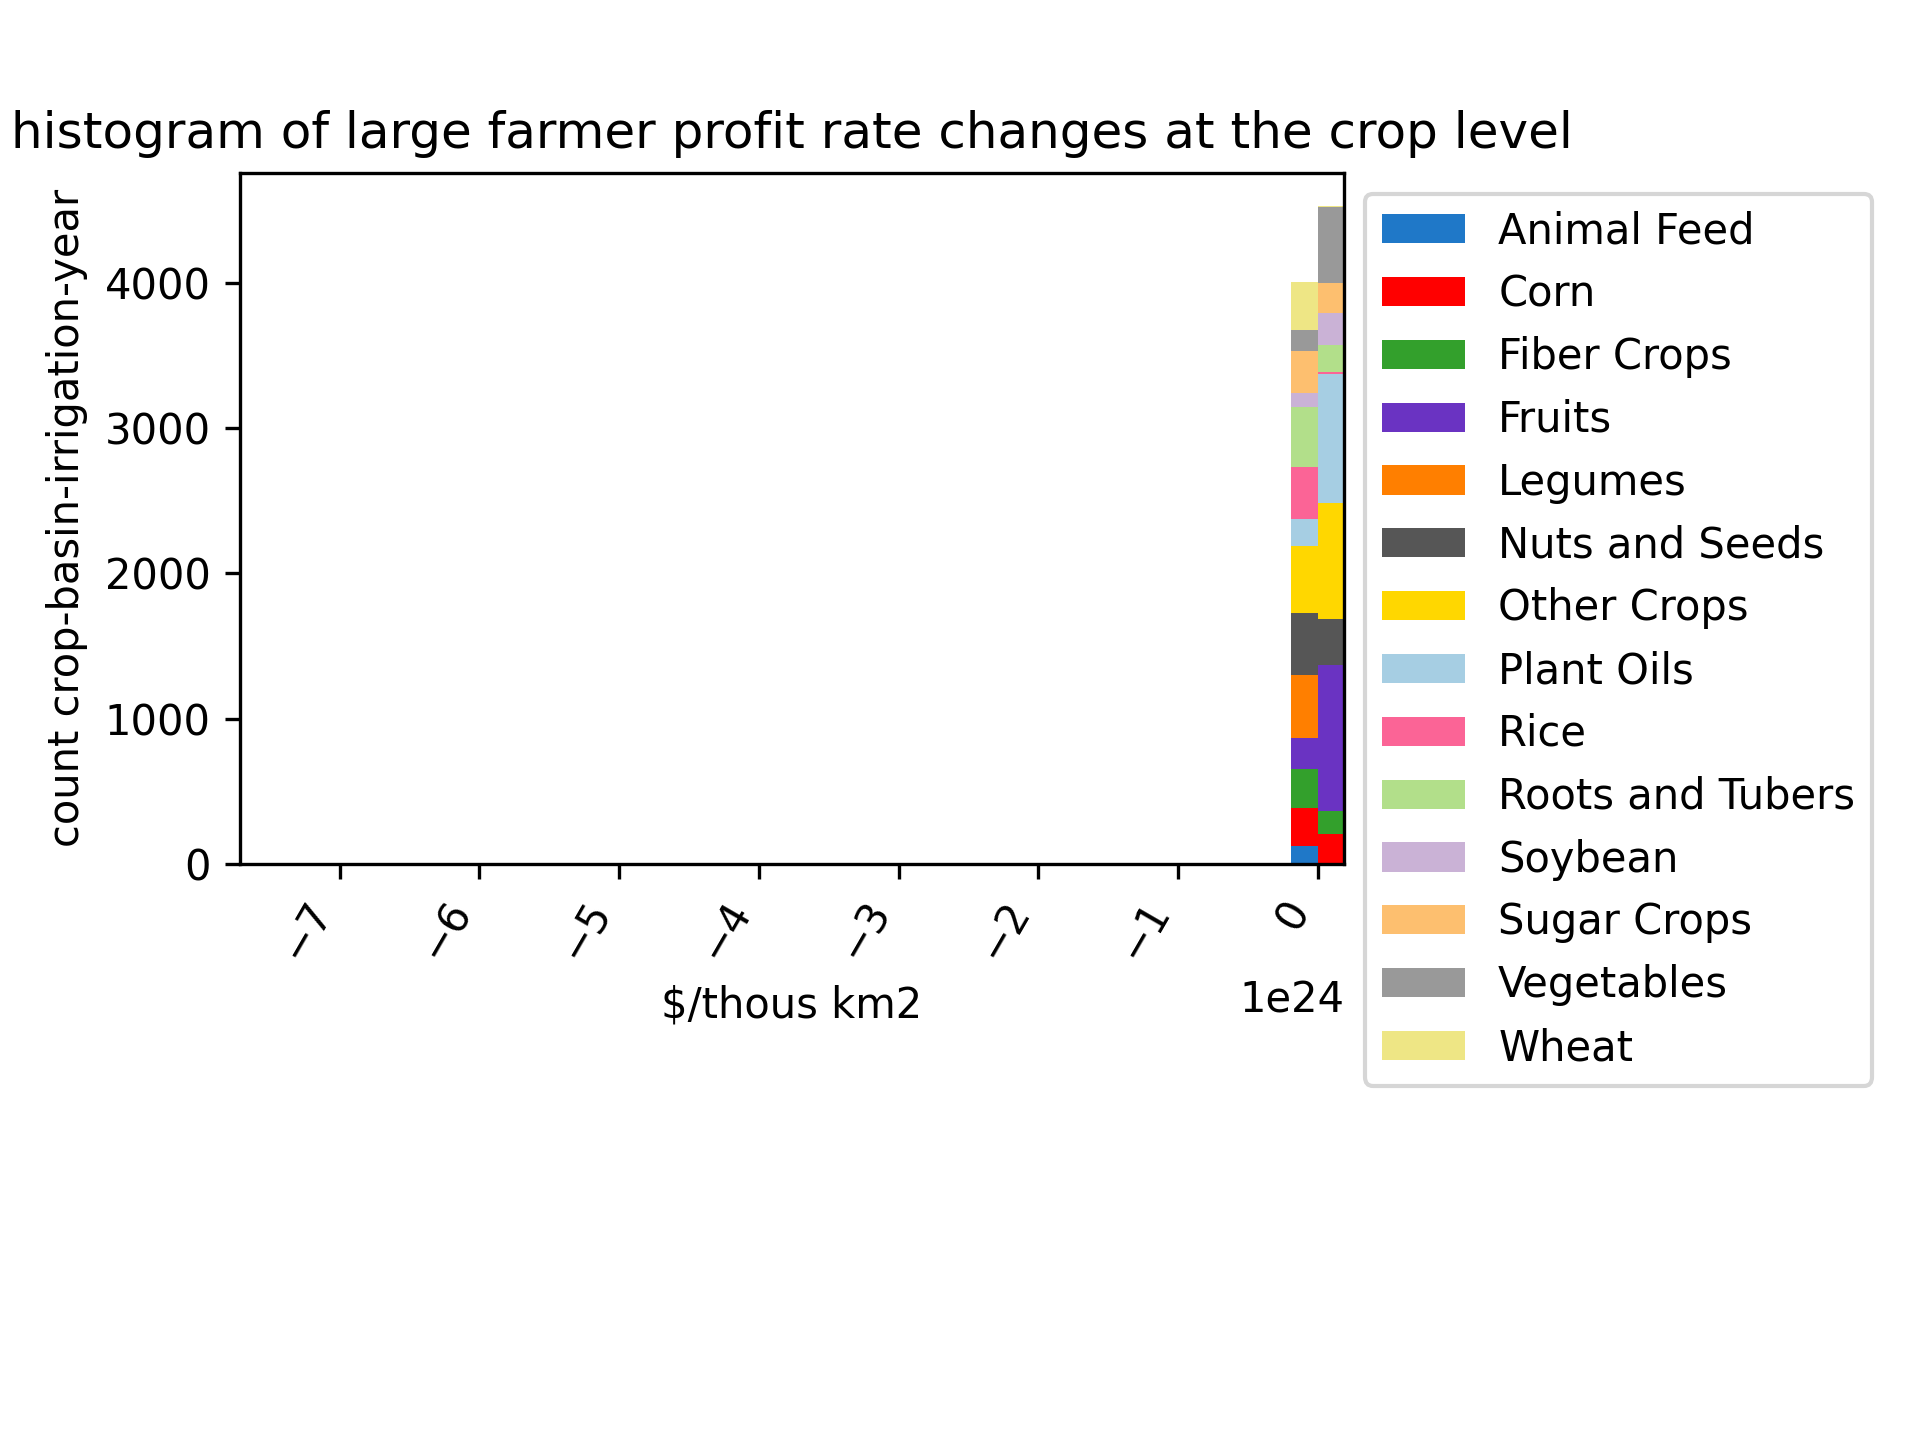 histogram of large farmer profit rate changes at the crop level
count crop-basin-irrigation-year
4000
3000
2000
1000
0
−7
−6
−5
−4
−3
−2
−1
0
1e24
$/thous km2
Animal Feed
Corn
Fiber Crops
Fruits
Legumes
Nuts and Seeds
Other Crops
Plant Oils
Rice
Roots and Tubers
Soybean
Sugar Crops
Vegetables
Wheat